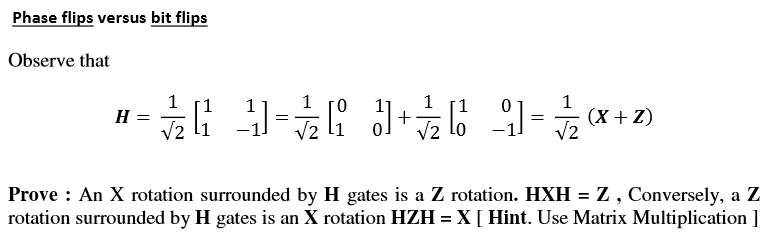 Phase flips versus bit flips
Observe that
H = 1/√2 [1 1; 1 −1] = 1/√2 [0 1; 1 0] + 1/√2 [1 0; 0 −1] = 1/√2 (X + Z)
Prove : An X rotation surrounded by H gates is a Z rotation. HXH = Z , Conversely, a Z
rotation surrounded by H gates is an X rotation HZH = X [ Hint. Use Matrix Multiplication ]